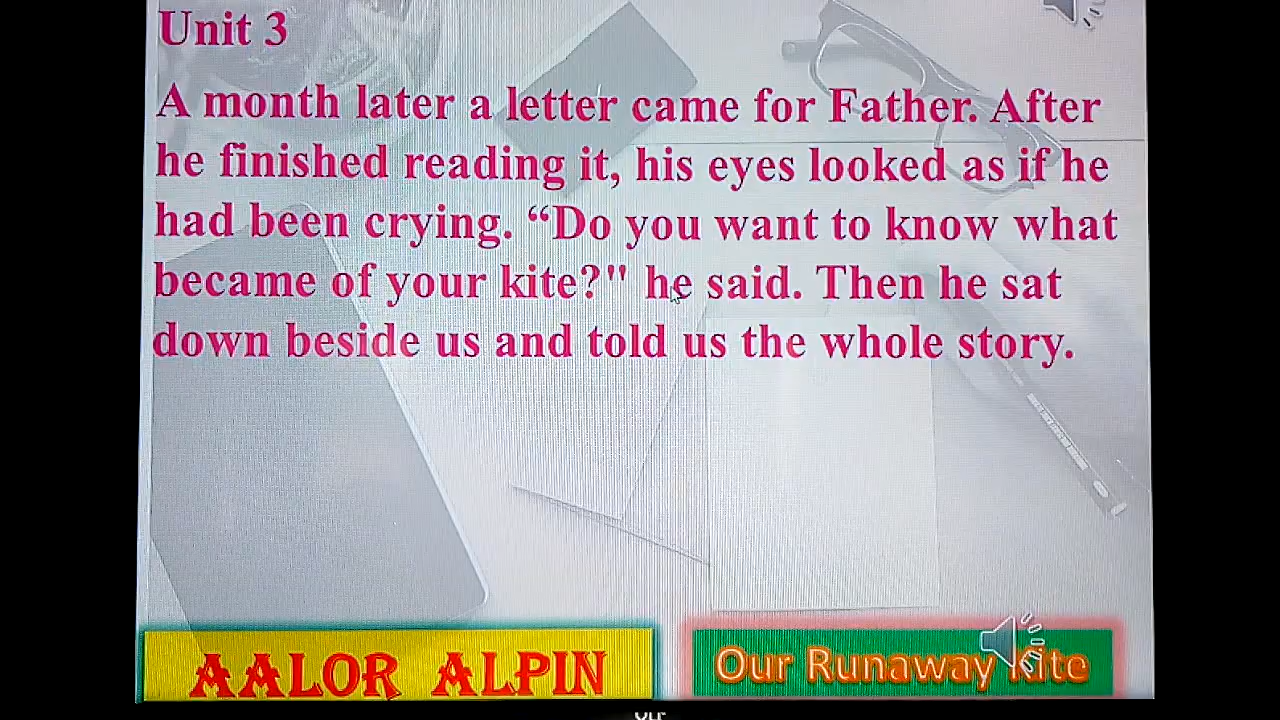 Unit 3
A month later a letter came for Father. After
he finished reading it, his eyes looked as if he
had been crying. “Do you want to know what
became of your kite?" he said. Then he sat
down beside us and told us the whole story.
AALOR ALPIN
Our Runaway Kite